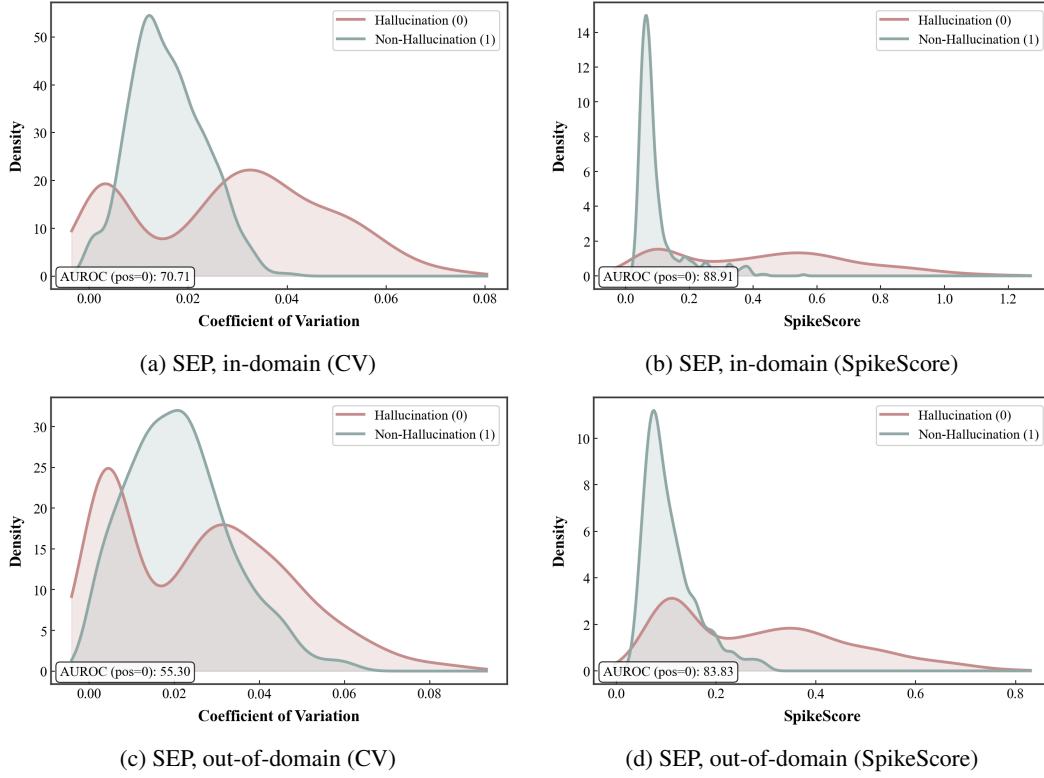 Hallucination (0)
Non-Hallucination (1)
50
40
30
20
10
0
Density
AUROC (pos=0): 70.71
0.00 0.02 0.04 0.06 0.08
Coefficient of Variation
(a) SEP, in-domain (CV)
Hallucination (0)
Non-Hallucination (1)
14
12
10
8
6
4
2
0
Density
AUROC (pos=0): 88.91
0.0 0.2 0.4 0.6 0.8 1.0 1.2
SpikeScore
(b) SEP, in-domain (SpikeScore)
Hallucination (0)
Non-Hallucination (1)
30
25
20
15
10
5
0
Density
AUROC (pos=0): 55.30
0.00 0.02 0.04 0.06 0.08
Coefficient of Variation
(c) SEP, out-of-domain (CV)
Hallucination (0)
Non-Hallucination (1)
10
8
6
4
2
0
Density
AUROC (pos=0): 83.83
0.0 0.2 0.4 0.6 0.8
SpikeScore
(d) SEP, out-of-domain (SpikeScore)